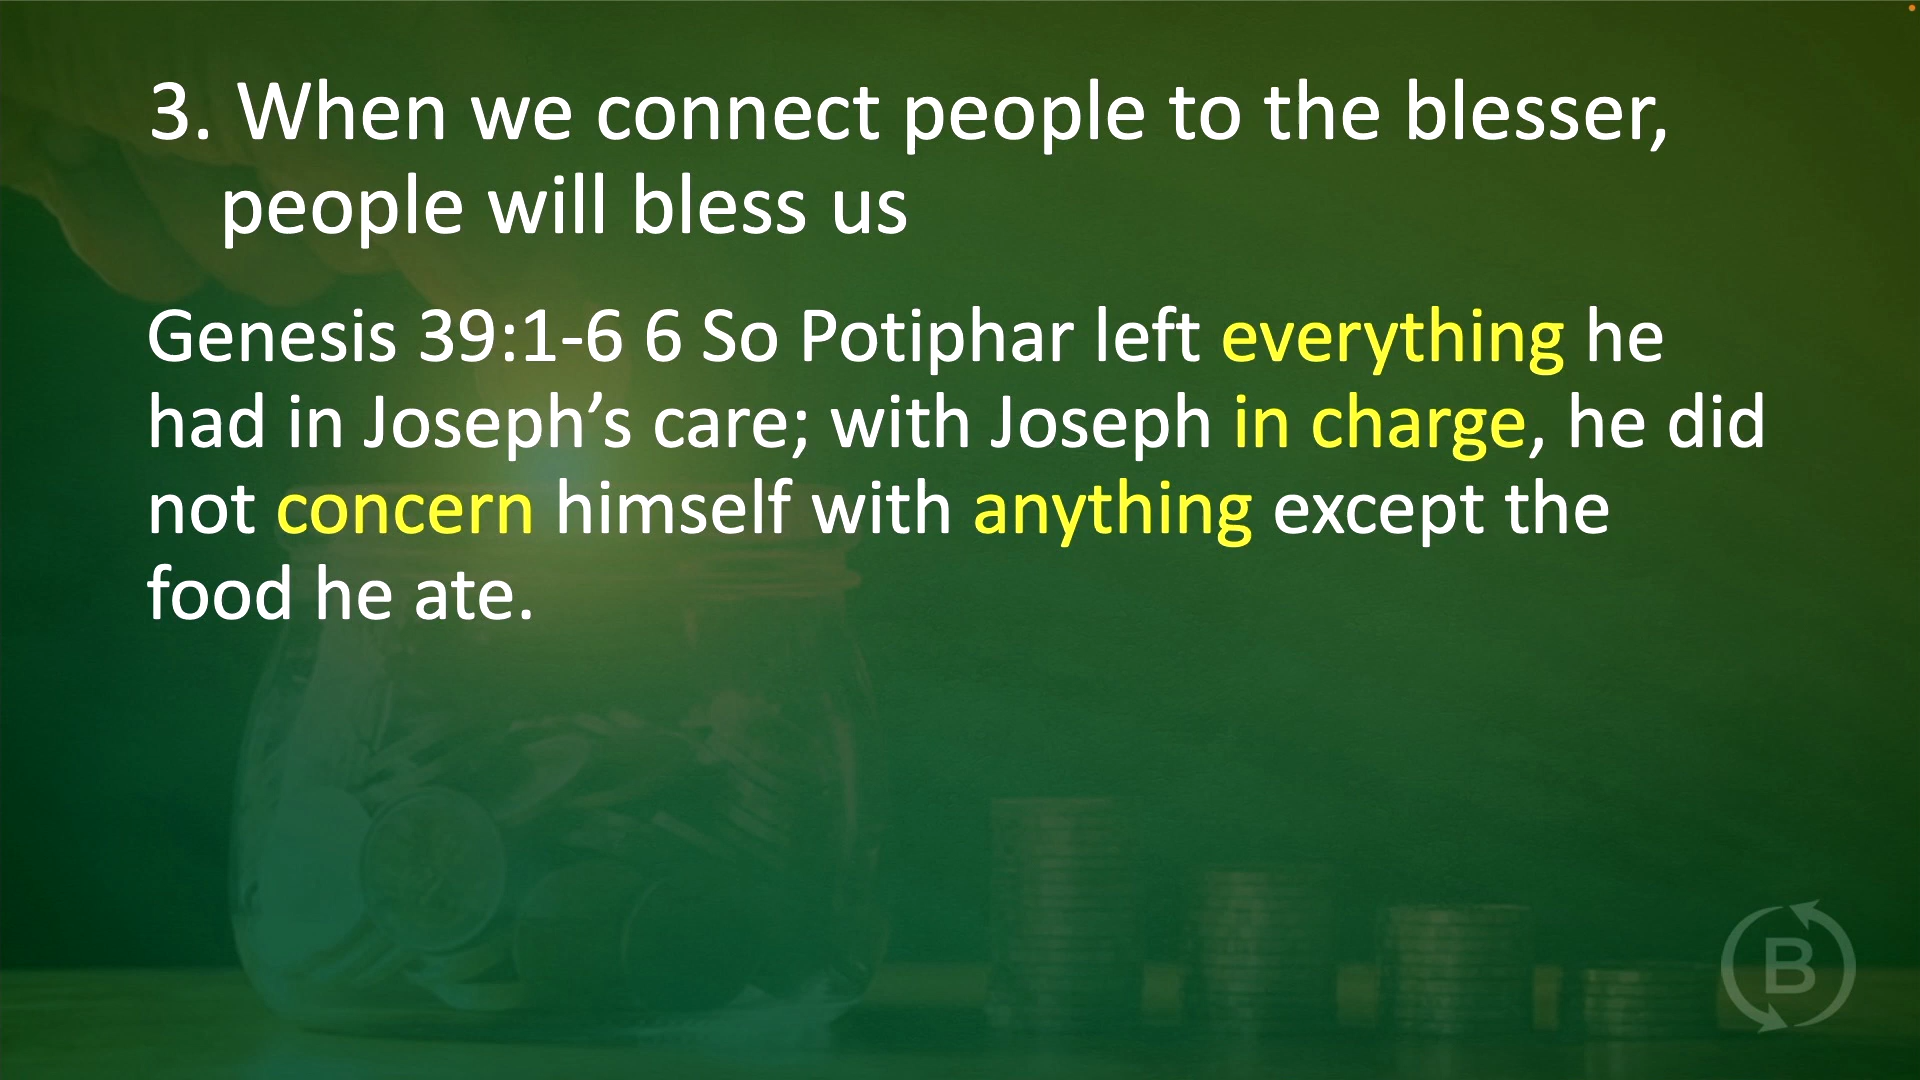 3. When we connect people to the blesser,
people will bless us
Genesis 39:1-6 6 So Potiphar left everything he
had in Joseph’s care; with Joseph in charge, he did
not concern himself with anything except the
food he ate.
B